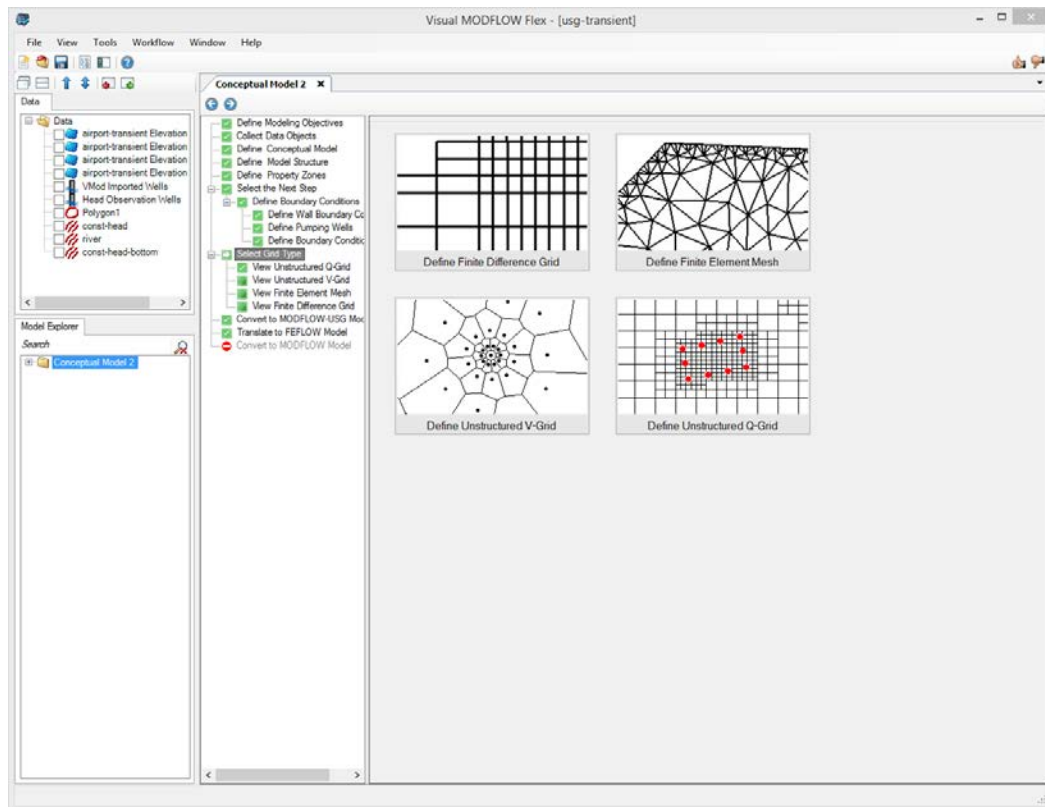 Visual MODFLOW Flex - [usg-transient]
File View Tools Workflow Window Help
Conceptual Model 2
Data
Data
airport-transient Elevation
airport-transient Elevation
airport-transient Elevation
airport-transient Elevation
VMod Imported Wells
Head Observation Wells
Polygon1
const-head
river
const-head-bottom
Model Explorer
Search
Conceptual Model 2
Define Modeling Objectives
Collect Data Objects
Define Conceptual Model
Define Model Structure
Define Property Zones
Select the Next Step
Define Boundary Conditions
Define Wall Boundary Co
Define Pumping Wells
Define Boundary Conditic
Select Grid Type
View Unstructured Q-Grid
View Unstructured V-Grid
View Finite Element Mesh
View Finite Difference Grid
Convert to MODFLOW-USG Moc
Translate to FEFLOW Model
Convert to MODFLOW Model
Define Finite Difference Grid
Define Finite Element Mesh
Define Unstructured V-Grid
Define Unstructured Q-Grid